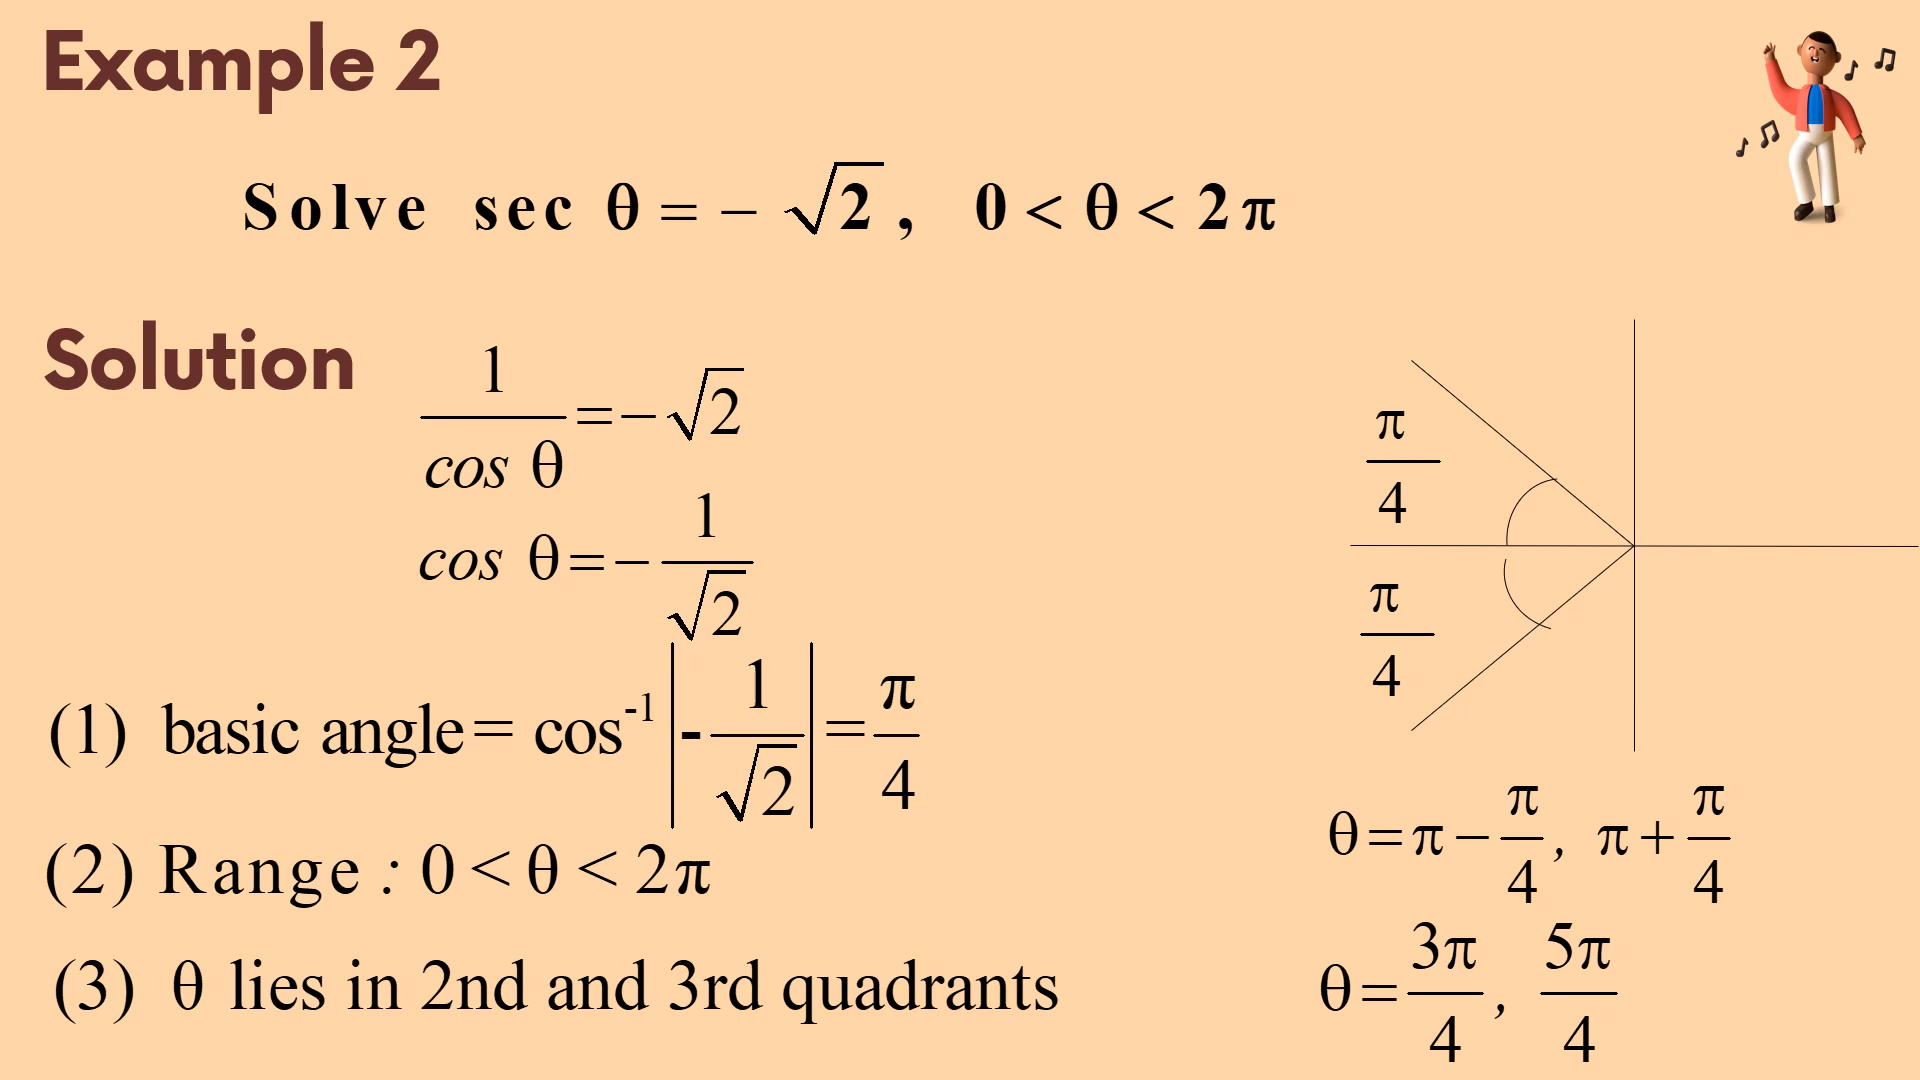 Example 2
Solve sec θ = − √2 , 0 < θ < 2π
Solution
1/cos θ = − √2
cos θ = − 1/√2
(1) basic angle = cos⁻¹ |- 1/√2| = π/4
(2) Range : 0 < θ < 2π
(3) θ lies in 2nd and 3rd quadrants
π/4
π/4
θ = π − π/4 , π + π/4
θ = 3π/4 , 5π/4